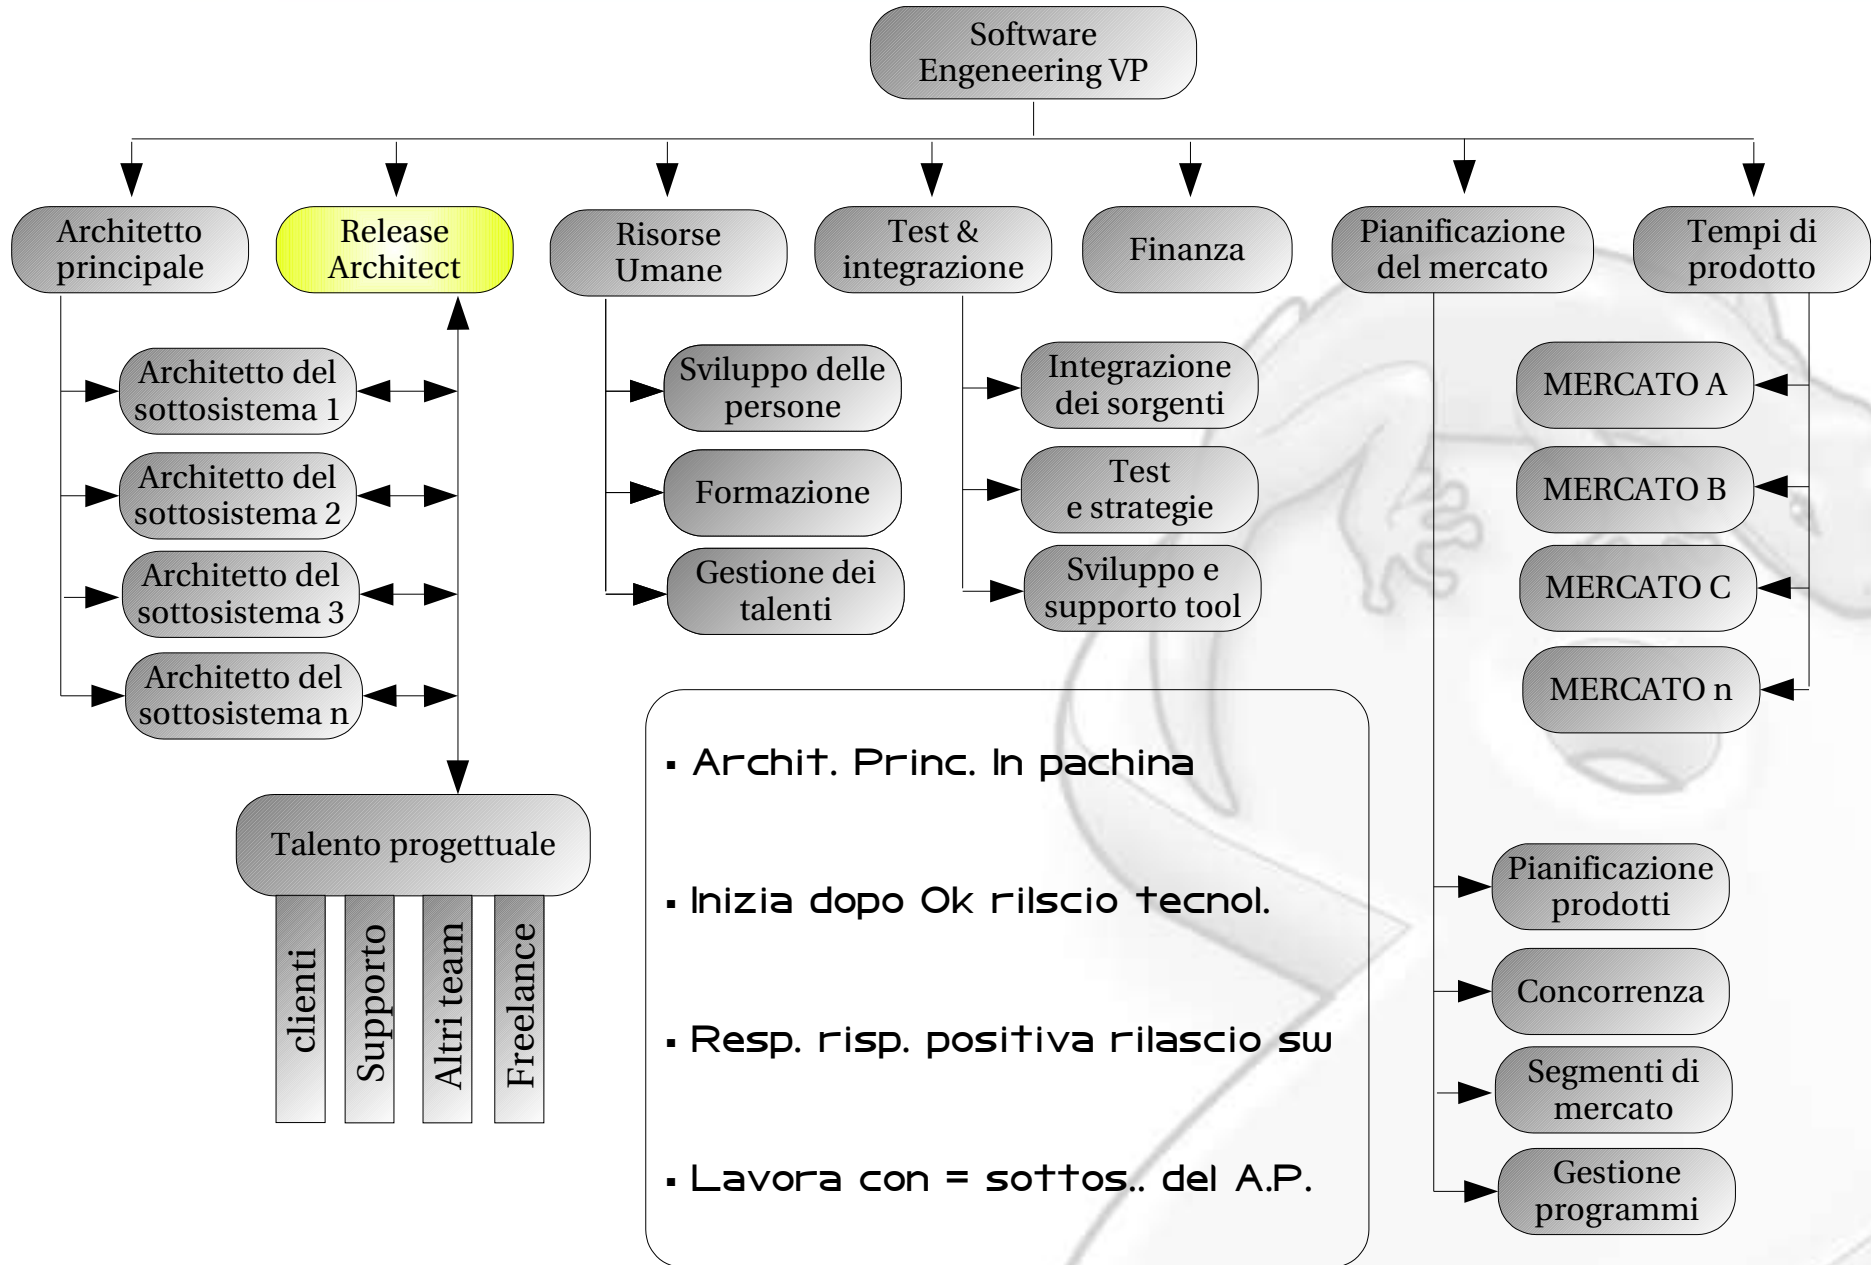 Software
Engeneering VP
Architetto
principale
Release
Architect
Risorse
Umane
Test &
integrazione
Finanza
Pianificazione
del mercato
Tempi di
prodotto
Architetto del
sottosistema 1
Architetto del
sottosistema 2
Architetto del
sottosistema 3
Architetto del
sottosistema n
Sviluppo delle
persone
Formazione
Gestione dei
talenti
Integrazione
dei sorgenti
Test
e strategie
Sviluppo e
supporto tool
MERCATO A
MERCATO B
MERCATO C
MERCATO n
Talento progettuale
clienti
Supporto
Altri team
Freelance
▪ Archit. Princ. In pachina
▪ Inizia dopo Ok rilscio tecnol.
▪ Resp. risp. positiva rilascio sw
▪ Lavora con = sottos.. del A.P.
Pianificazione
prodotti
Concorrenza
Segmenti di
mercato
Gestione
programmi